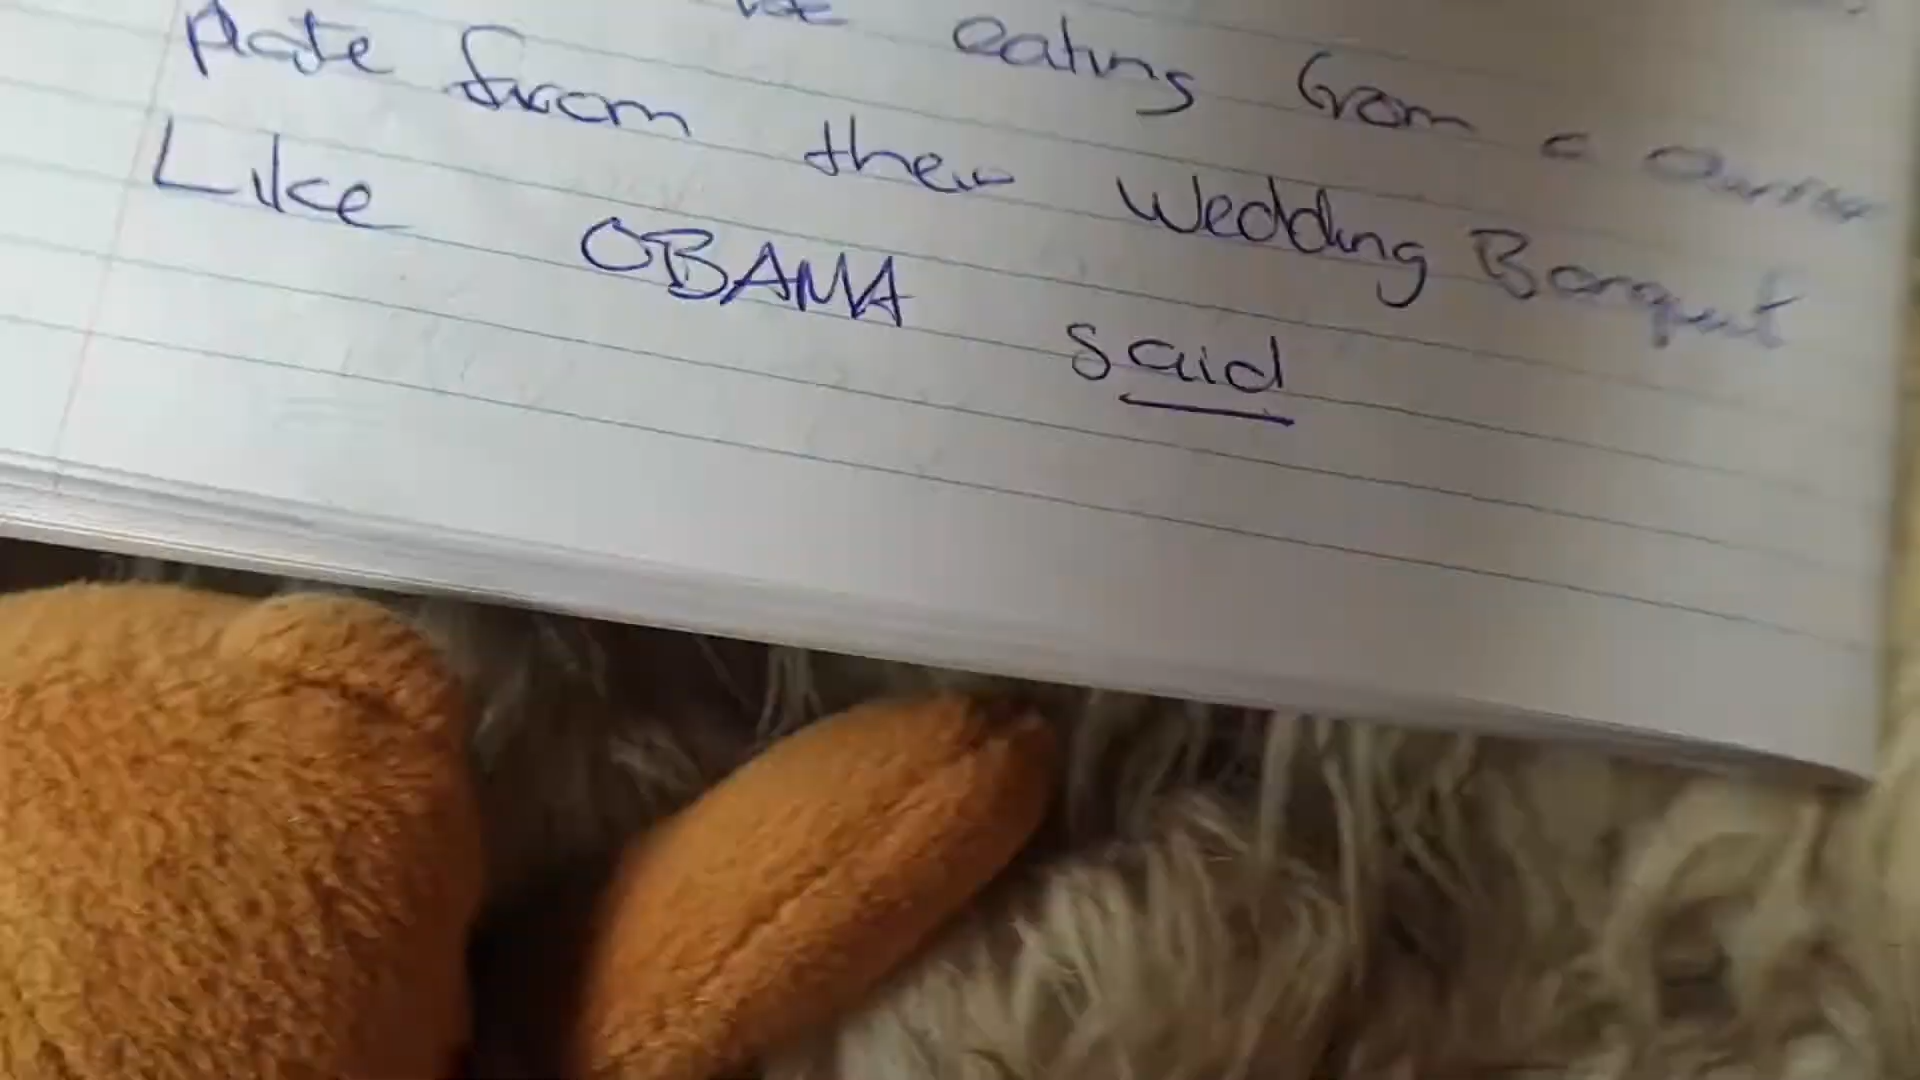 eating from a
plate from their Wedding Banquet
Like OBAMA said